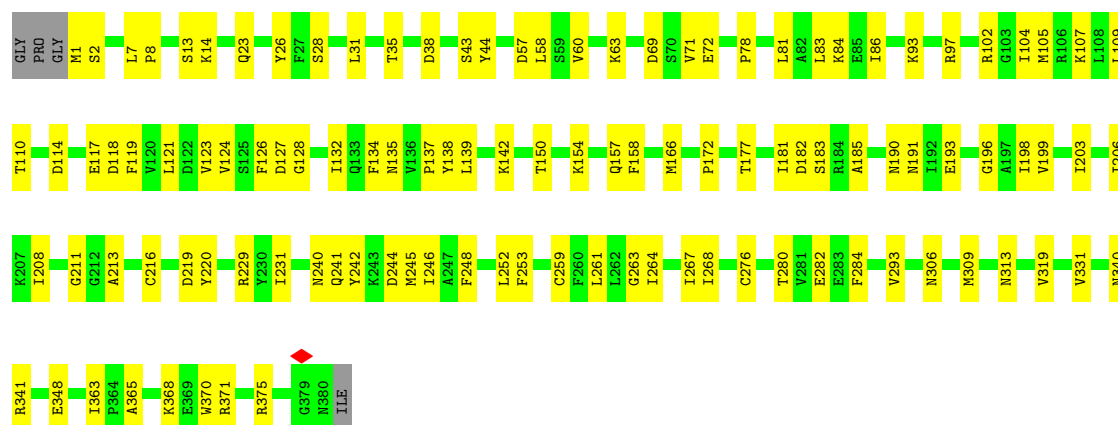 GLY PRO GLY M1 S2 L7 P8 S13 K14 Q23 Y26 F27 S28 L31 T35 D38 S43 Y44 D57 L58 S59 V60 K63 D69 S70 V71 E72 P78 L81 A82 L83 K84 E85 I86 K93 R97 R102 G103 I104 M105 R106 K107 L108 L109
T110 D114 E117 D118 F119 V120 L121 D122 V123 V124 S125 F126 D127 G128 I132 Q133 F134 N135 V136 P137 Y138 L139 K142 T150 K154 Q157 F158 M166 P172 T177 I181 D182 S183 R184 A185 N190 N191 I192 E193 G196 A197 I198 V199 I203 I206
K207 I208 G211 G212 A213 C216 D219 Y220 R229 Y230 I231 N240 Q241 Y242 K243 D244 M245 I246 A247 F248 L252 F253 C259 F260 L261 L262 G263 I264 I267 I268 C276 T280 V281 E282 E283 F284 V293 N306 M309 N313 V319 V331 N340
R341 E348 I363 P364 A365 K368 E369 W370 R371 R375 G379 N380 ILE